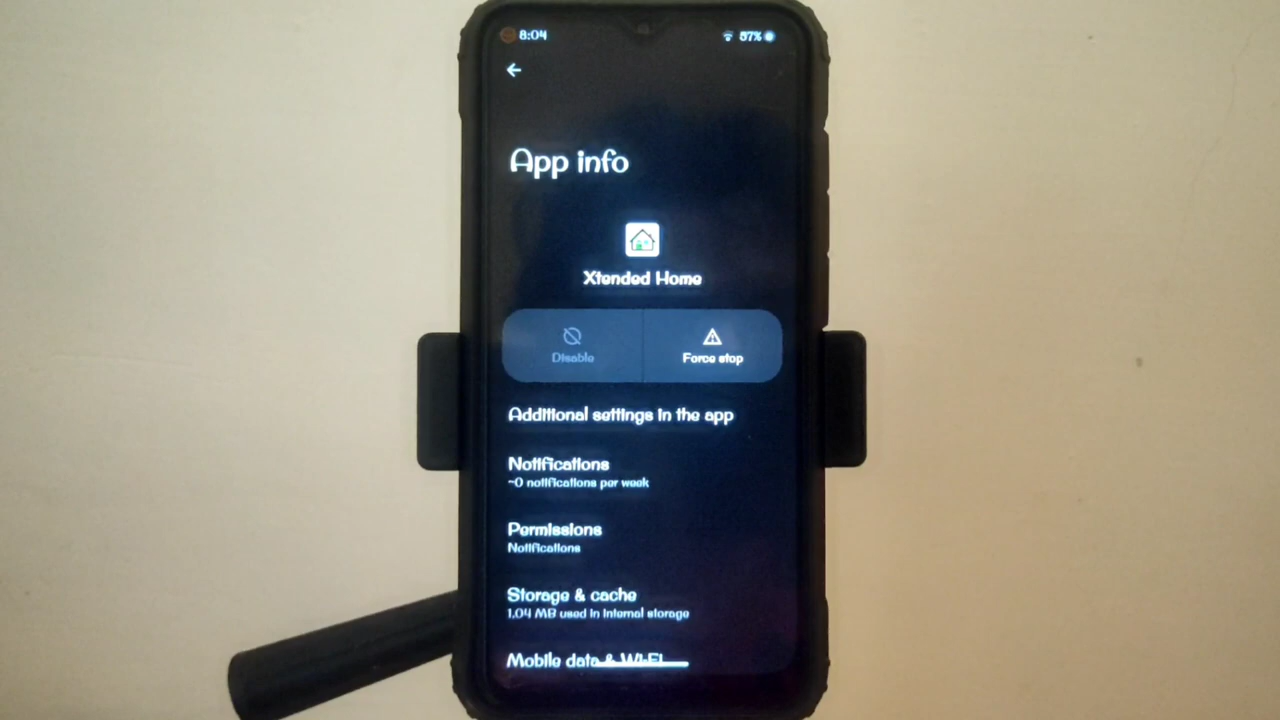 8:04
57%
App info
Xtended Home
Disable
Force stop
Additional settings in the app
Notifications
~0 notifications per week
Permissions
Notifications
Storage & cache
1.04 MB used in internal storage
Mobile data & Wi-Fi